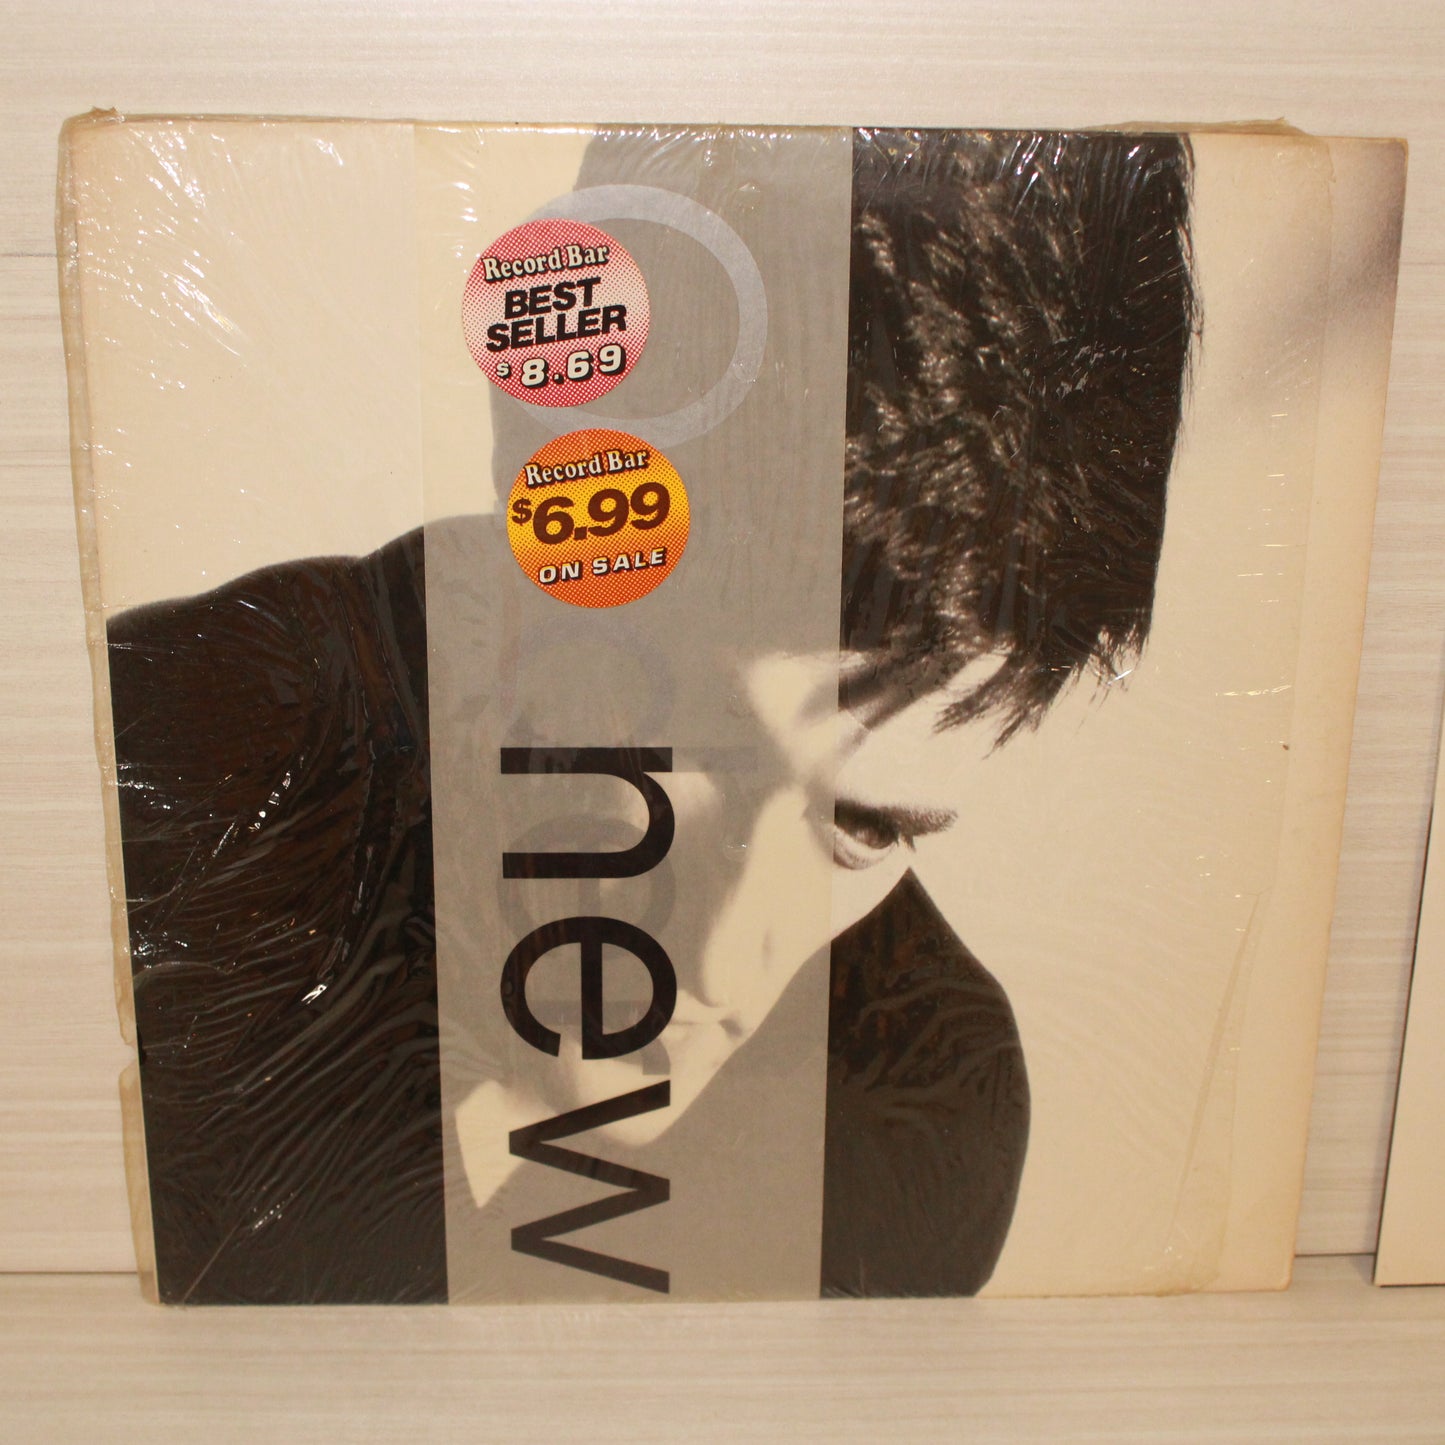 Record Bar
BEST
SELLER
$8.69
Record Bar
$6.99
ON SALE
new